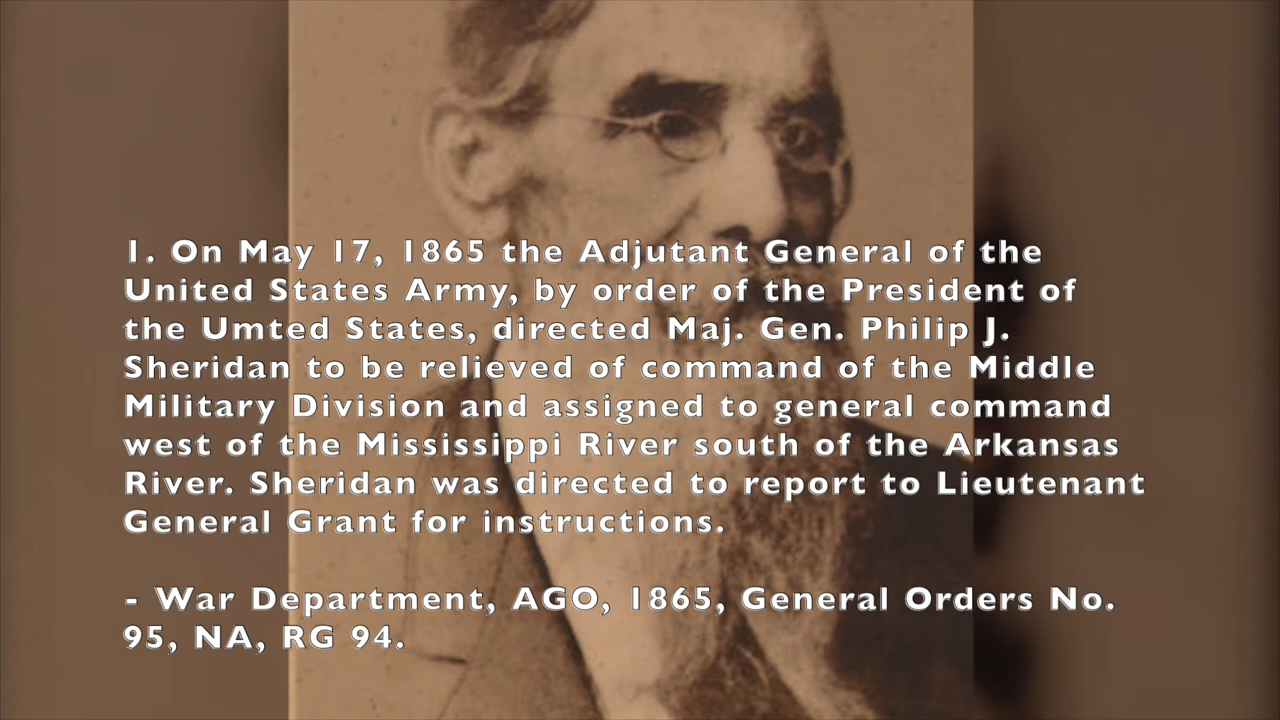 1. On May 17, 1865 the Adjutant General of the
United States Army, by order of the President of
the Umted States, directed Maj. Gen. Philip J.
Sheridan to be relieved of command of the Middle
Military Division and assigned to general command
west of the Mississippi River south of the Arkansas
River. Sheridan was directed to report to Lieutenant
General Grant for instructions.
- War Department, AGO, 1865, General Orders No.
95, NA, RG 94.